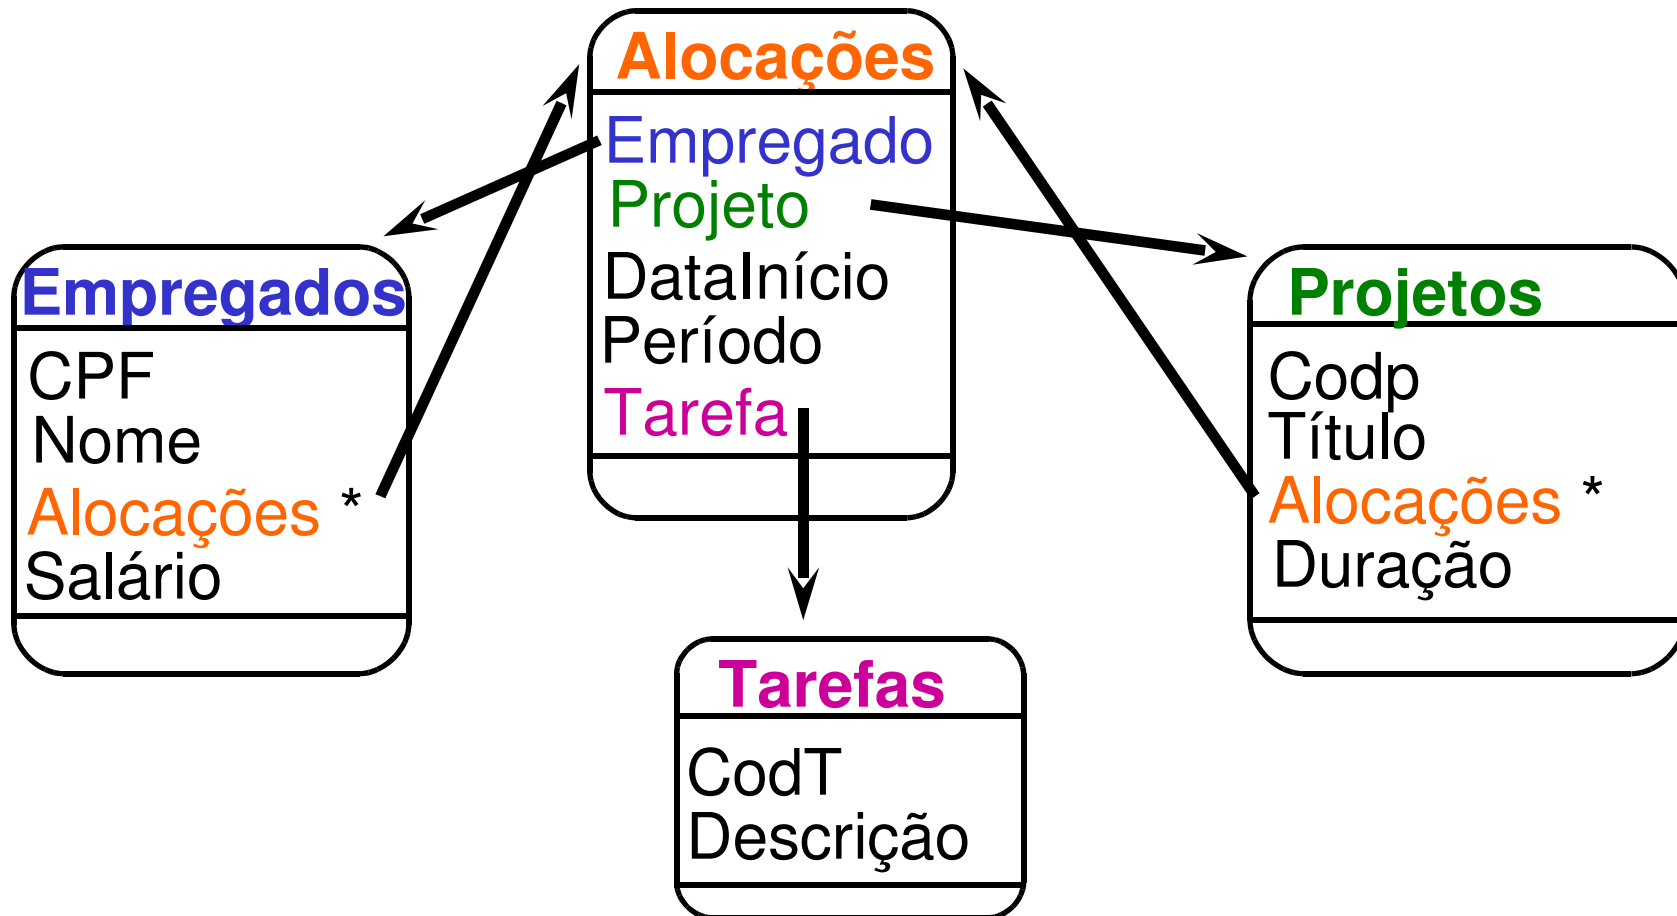 Alocações
Empregado
Projeto
DataInício
Período
Tarefa
Empregados
CPF
Nome
Alocações *
Salário
Projetos
Codp
Título
Alocações *
Duração
Tarefas
CodT
Descrição